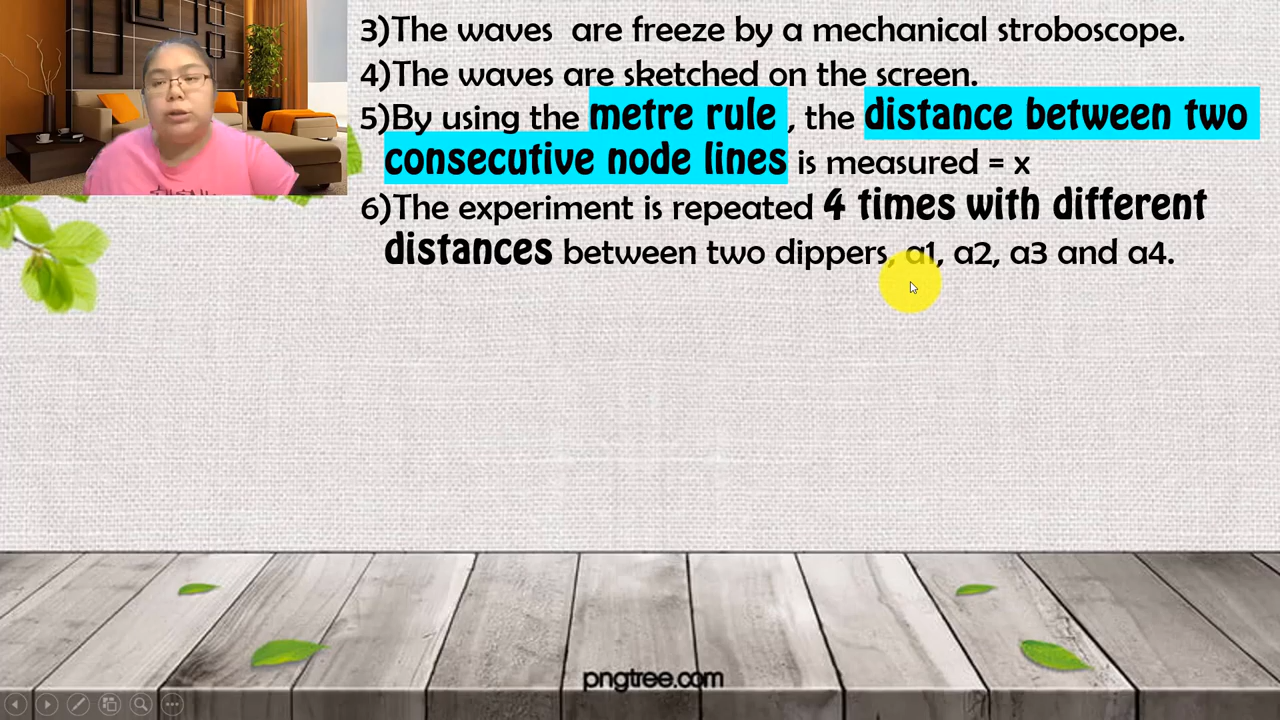 3)The waves  are freeze by a mechanical stroboscope.
4)The waves are sketched on the screen.
5)By using the metre rule , the distance between two
consecutive node lines is measured = x
6)The experiment is repeated 4 times with different
distances between two dippers, a1, a2, a3 and a4.
pngtree.com